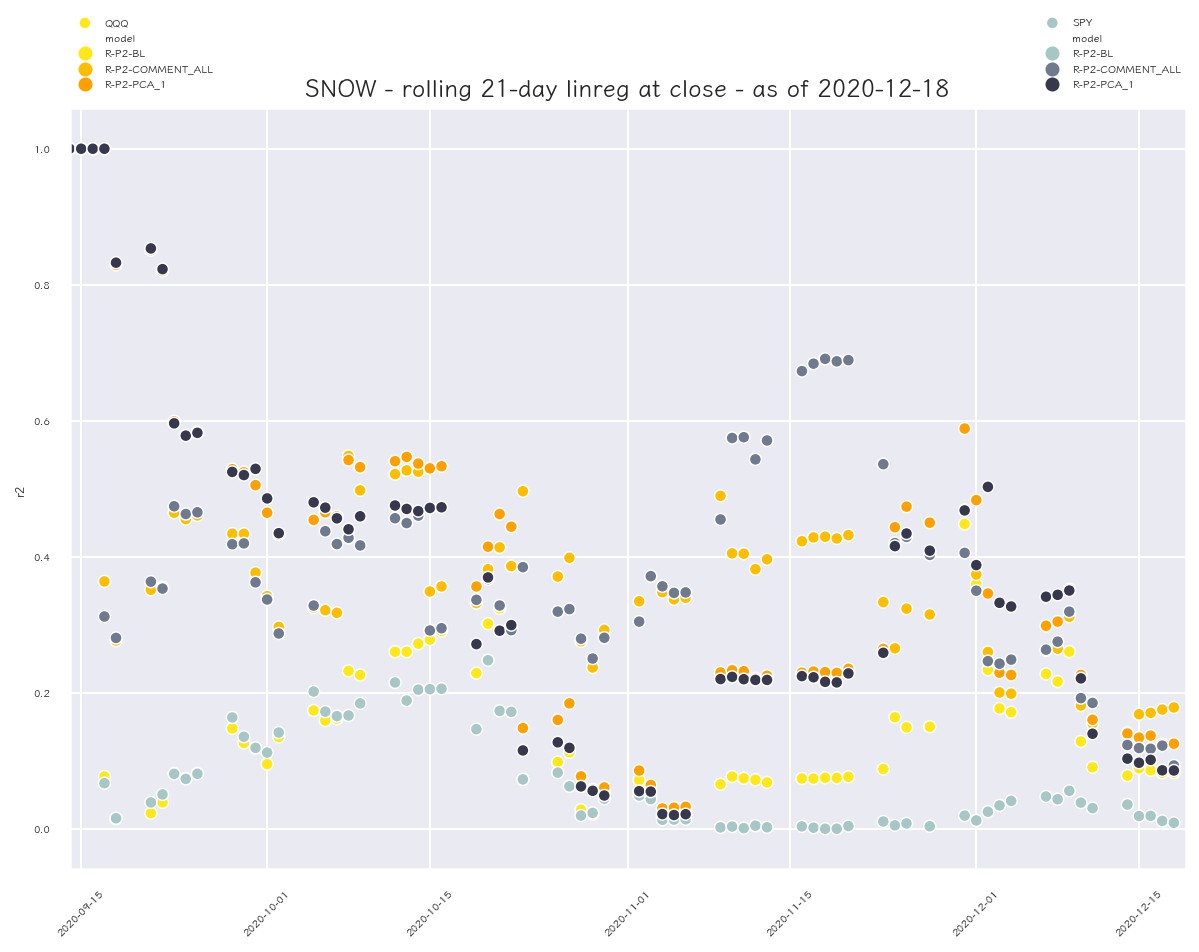 QQQ
model
R-P2-BL
R-P2-COMMENT_ALL
R-P2-PCA_1
SPY
model
R-P2-BL
R-P2-COMMENT_ALL
R-P2-PCA_1
SNOW - rolling 21-day linreg at close - as of 2020-12-18
1.0
0.8
0.6
0.4
0.2
0.0
r2
2020-09-15
2020-10-01
2020-10-15
2020-11-01
2020-11-15
2020-12-01
2020-12-15